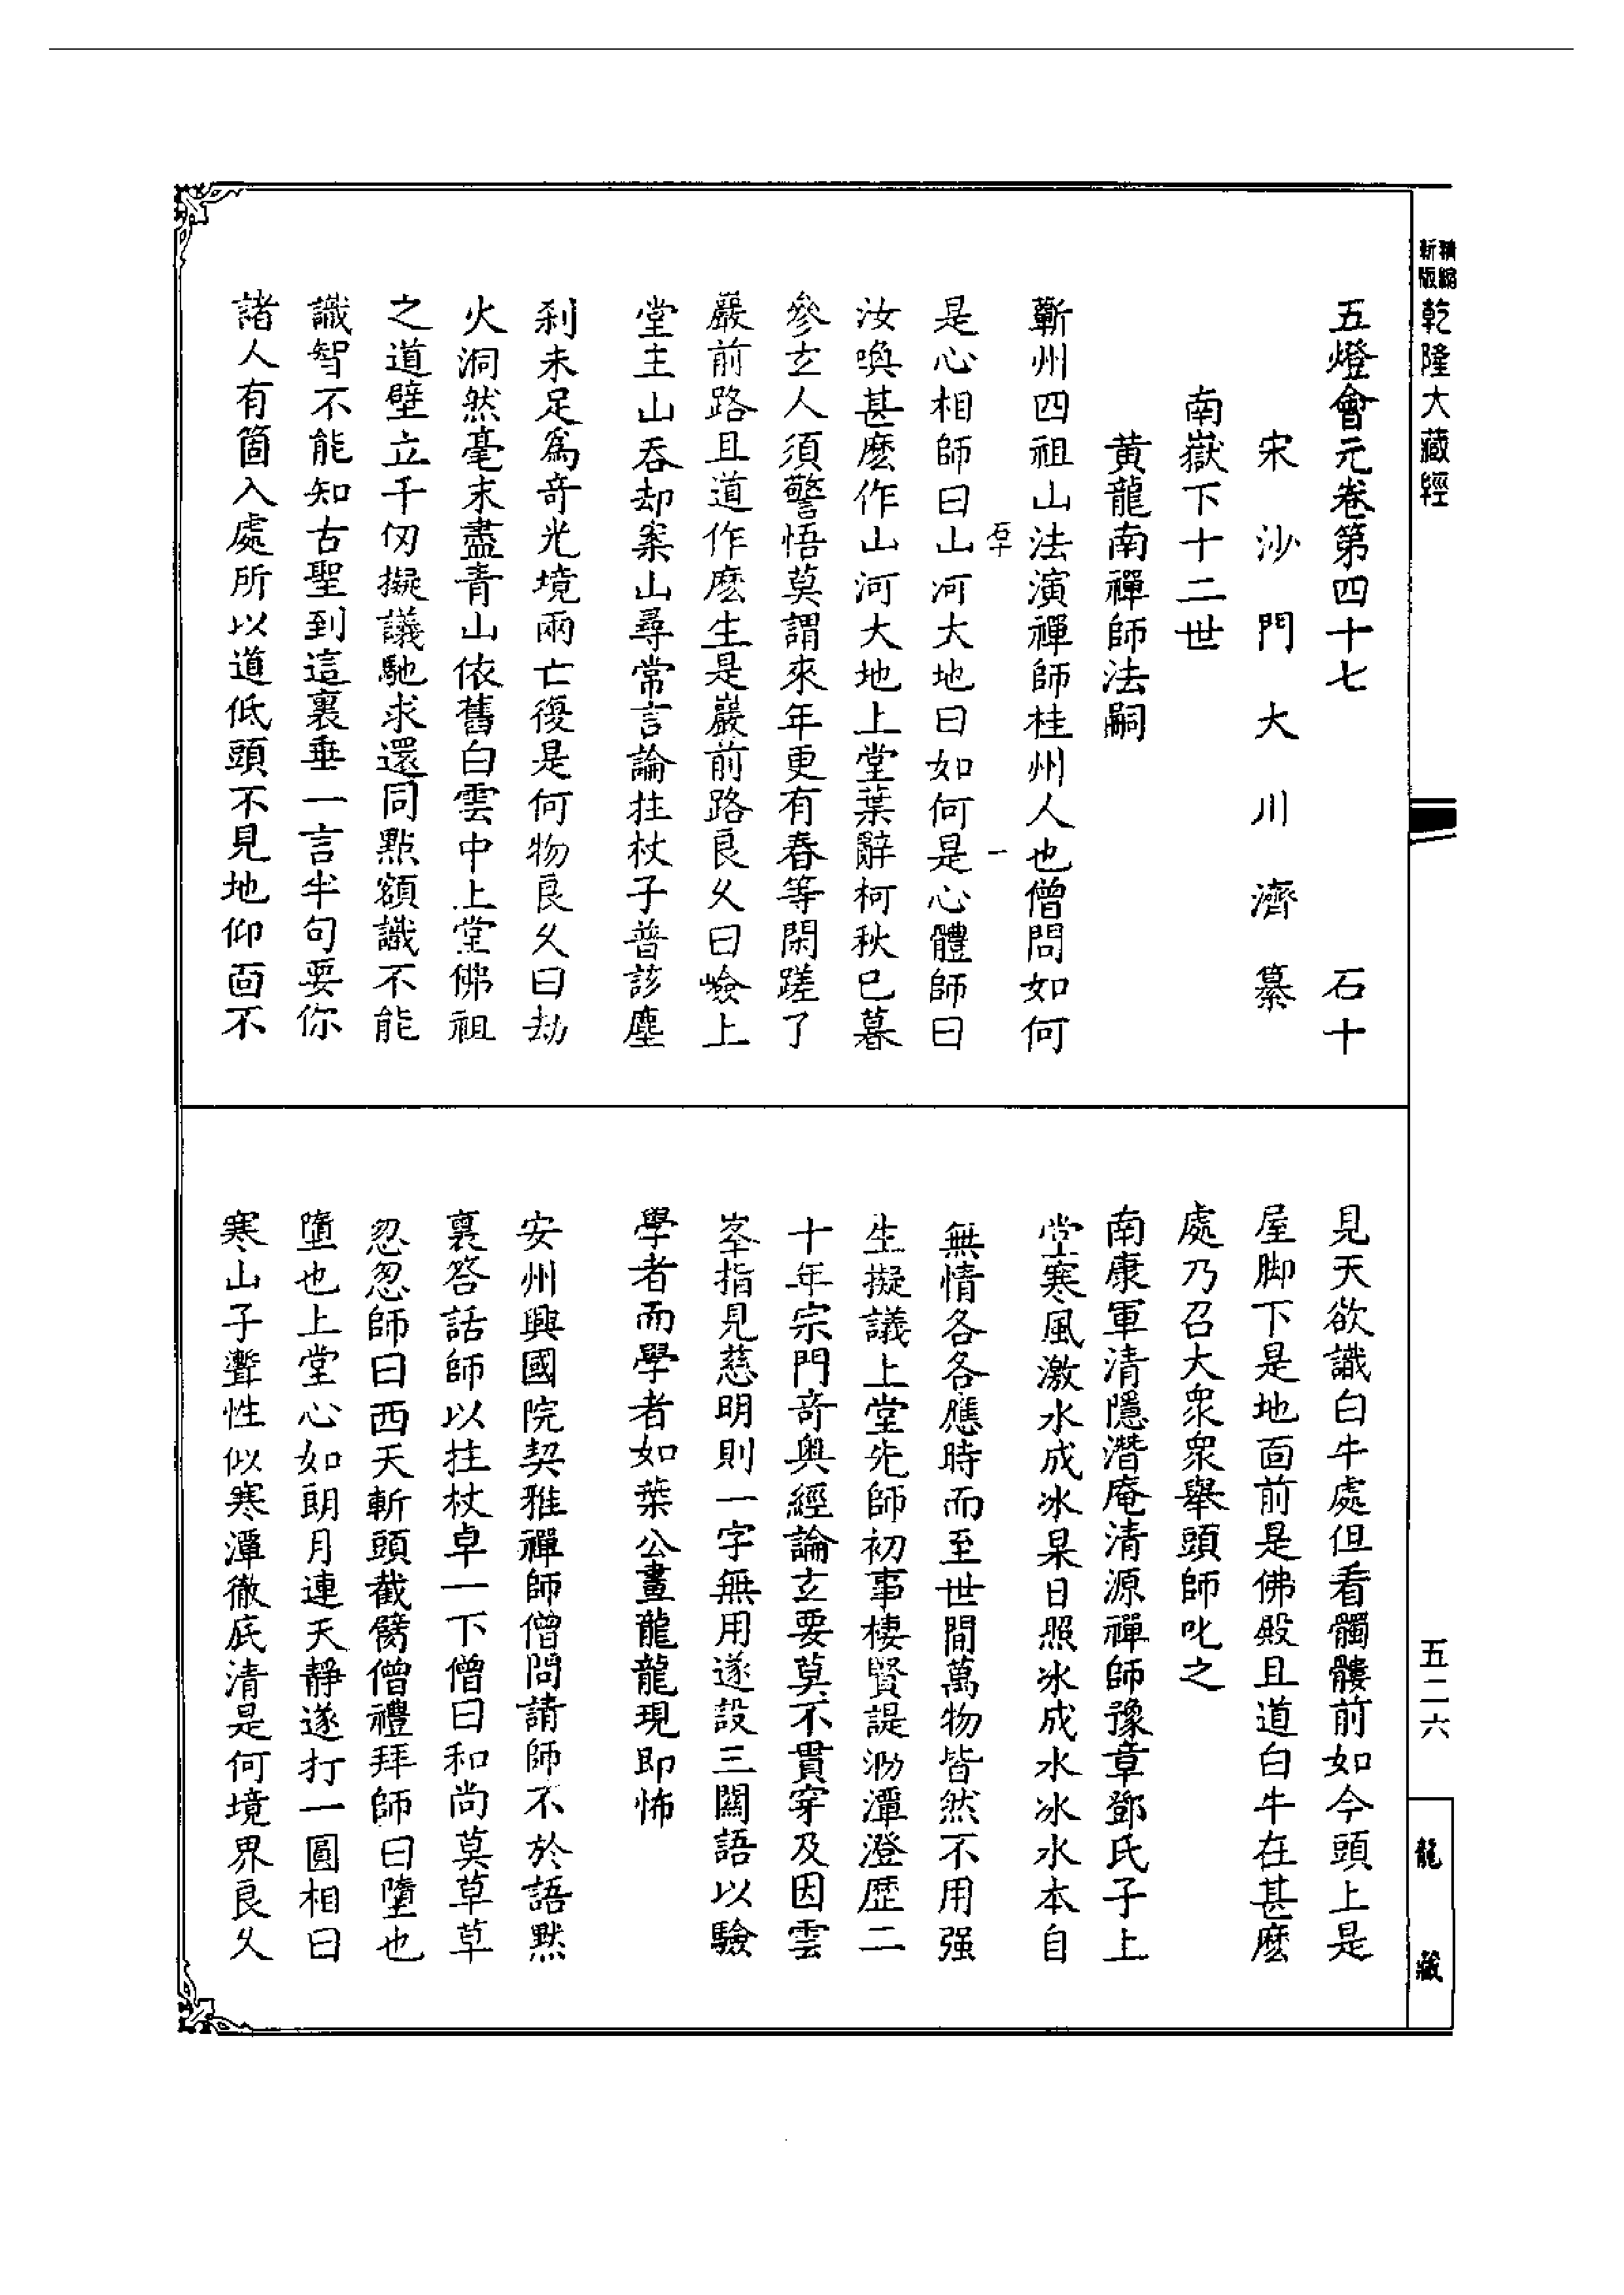 精縮
新版
乾隆大藏經
五燈會元卷第四十七 石十
宋沙門大川濟纂
南嶽下十二世
黃龍南禪師法嗣
蘄州四祖山法演禪師桂州人也僧問如何
石十 一
是心相師曰山河大地曰如何是心體師曰
汝喚甚麽作山河大地上堂葉辭柯秋已暮
參玄人須警悟莫謂來年更有春等閑蹉了
巖前路且道作麽生是巖前路良乆曰嶮上
堂主山吞却案山尋常言論拄杖子普該塵
刹未足爲奇光境兩亡復是何物良乆曰劫
火洞然毫末盡青山依舊白雲中上堂佛祖
之道壁立千仞擬議馳求還同點額識不能
識智不能知古聖到這裏垂一言半句要你
諸人有箇入處所以道低頭不見地仰面不
見天欲識白牛處但看髑髏前如今頭上是
屋脚下是地面前是佛殿且道白牛在甚麽
處乃召大衆衆舉頭師叱之
南康軍清隱潛庵清源禪師豫章鄧氏子上
堂寒風激水成冰杲日照冰成水冰水本自
無情各各應時而至世間萬物皆然不用强
生擬議上堂先師初事棲賢諟泐潭澄歷二
十年宗門奇奧經論玄要莫不貫穿及因雲
峯指見慈明則一字無用遂設三關語以驗
學者而學者如葉公畫龍龍現即怖
安州興國院契雅禪師僧問請師不於語默
裏答話師以拄杖卓一下僧曰和尚莫草草
怱怱師曰西天斬頭截臂僧禮拜師曰墮也
墮也上堂心如朗月連天靜遂打一圓相曰
寒山子聻性似寒潭徹底清是何境界良乆
五二六
龍藏